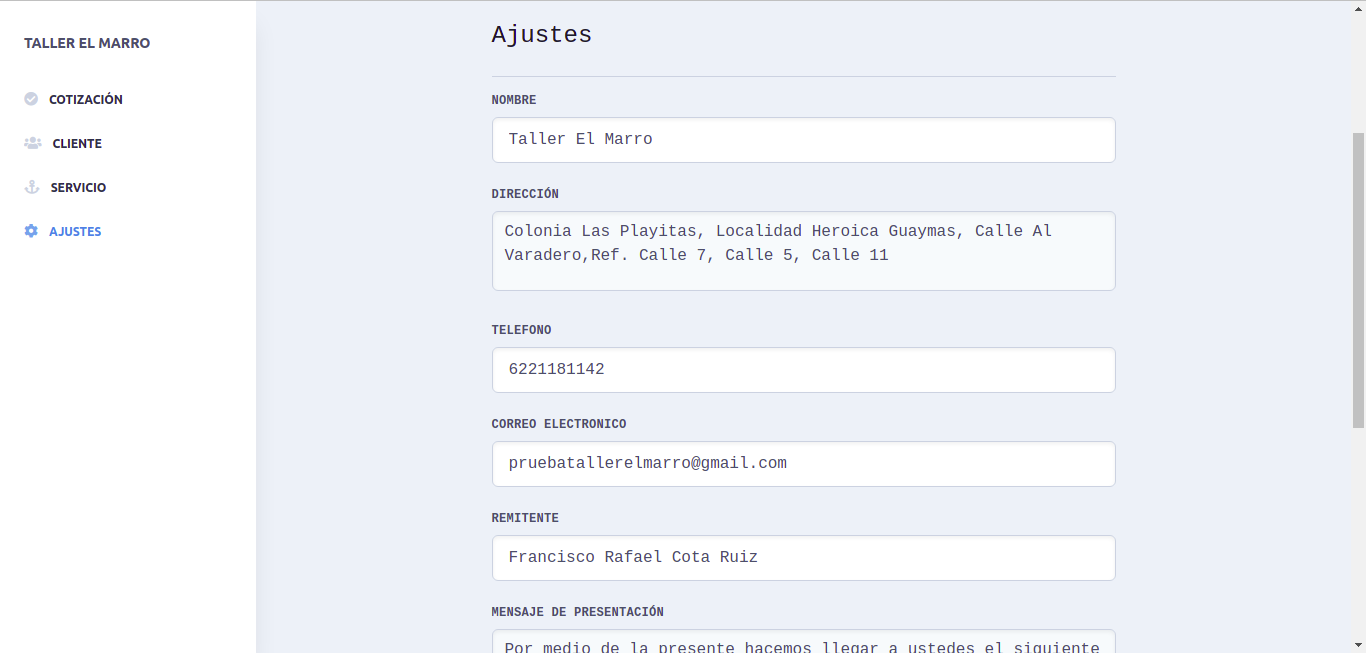 TALLER EL MARRO
COTIZACIÓN
CLIENTE
SERVICIO
AJUSTES
Ajustes
NOMBRE
Taller El Marro
DIRECCIÓN
Colonia Las Playitas, Localidad Heroica Guaymas, Calle Al
Varadero,Ref. Calle 7, Calle 5, Calle 11
TELEFONO
6221181142
CORREO ELECTRONICO
pruebatallerelmarro@gmail.com
REMITENTE
Francisco Rafael Cota Ruiz
MENSAJE DE PRESENTACIÓN
Por medio de la presente hacemos llegar a ustedes el siguiente